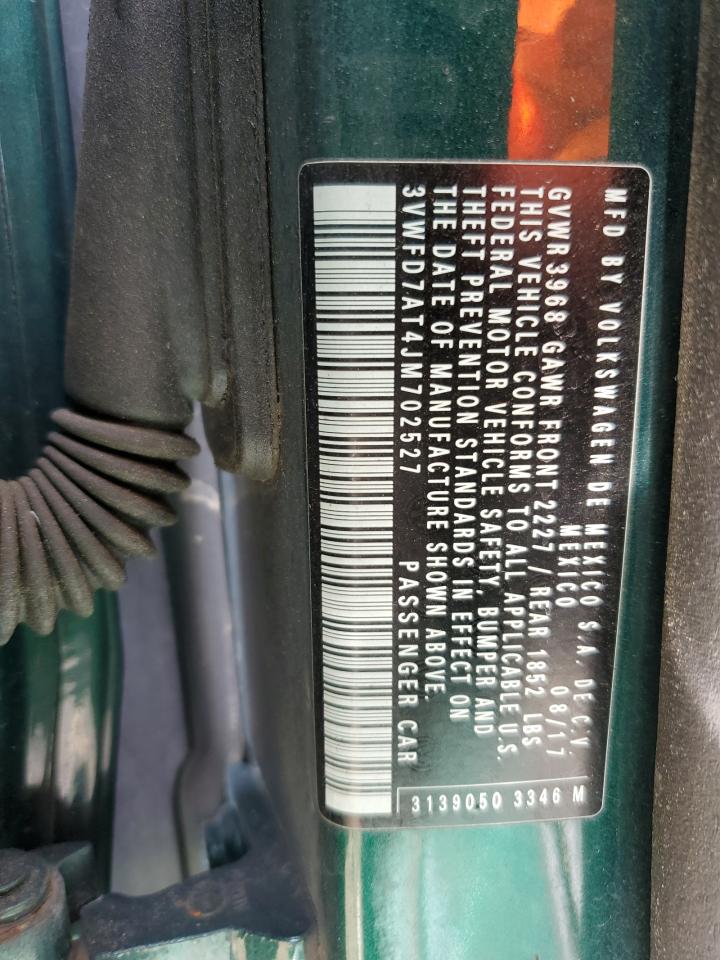 MFD BY VOLKSWAGEN DE MEXICO S.A. DE C.V.
MEXICO 08/17
GVWR3968 GAWR FRONT 2227 / REAR 1852 LBS
THIS VEHICLE CONFORMS TO ALL APPLICABLE U.S.
FEDERAL MOTOR VEHICLE SAFETY, BUMPER AND
THEFT PREVENTION STANDARDS IN EFFECT ON
THE DATE OF MANUFACTURE SHOWN ABOVE.
3VWFD7AT4JM702527 PASSENGER CAR
3139050 3346 M